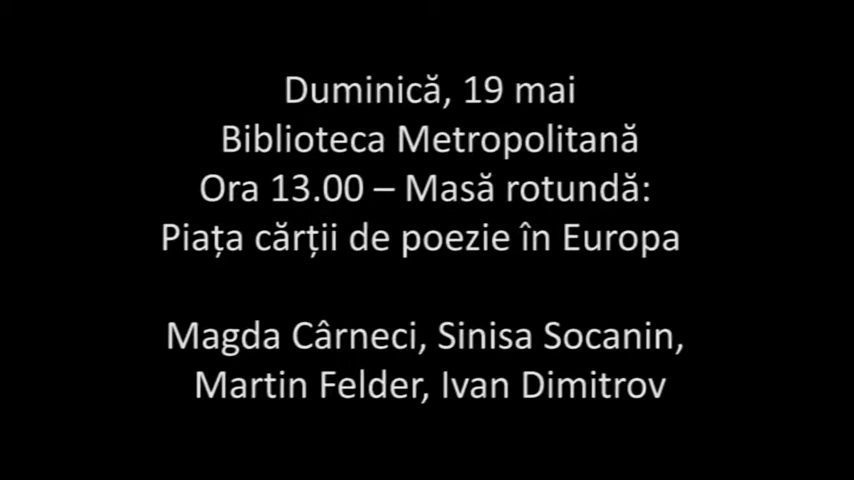 Duminică, 19 mai
Biblioteca Metropolitană
Ora 13.00 – Masă rotundă:
Piața cărții de poezie în Europa
Magda Cârneci, Sinisa Socanin,
Martin Felder, Ivan Dimitrov